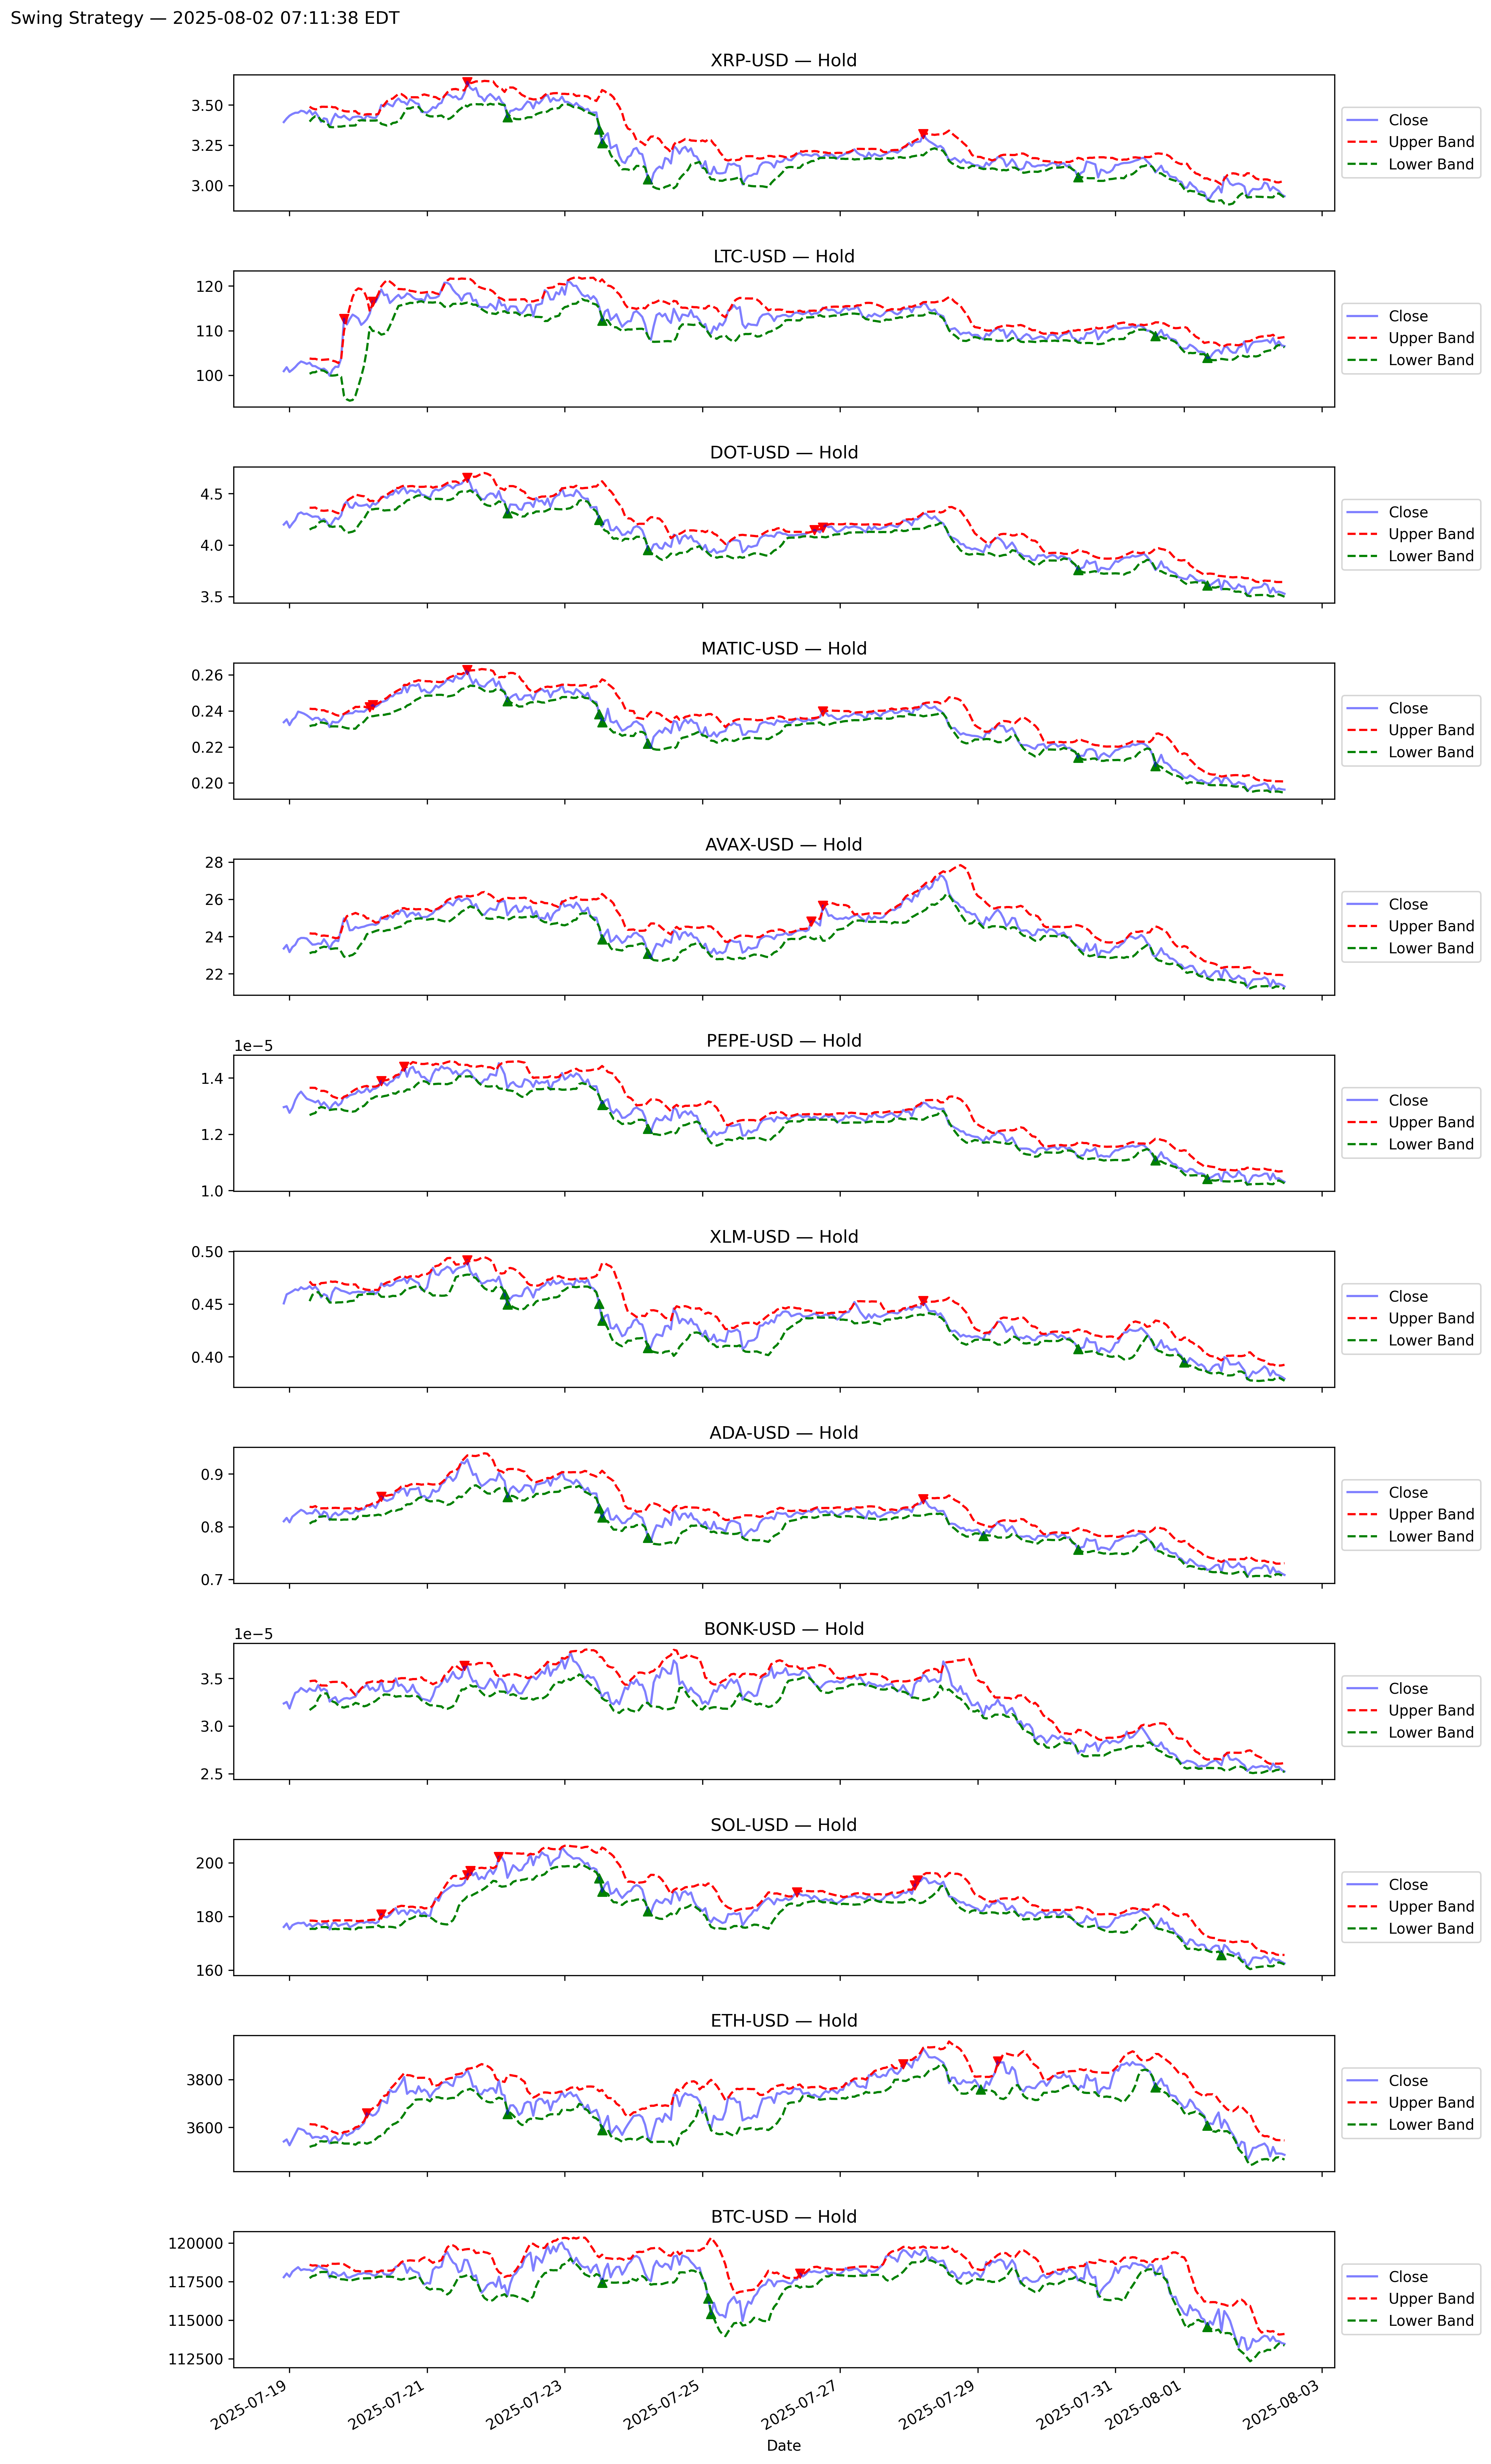 Swing Strategy — 2025-08-02 07:11:38 EDT
XRP-USD — Hold
3.50
3.25
3.00
Close
Upper Band
Lower Band
LTC-USD — Hold
120
110
100
Close
Upper Band
Lower Band
DOT-USD — Hold
4.5
4.0
3.5
Close
Upper Band
Lower Band
MATIC-USD — Hold
0.26
0.24
0.22
0.20
Close
Upper Band
Lower Band
AVAX-USD — Hold
28
26
24
22
Close
Upper Band
Lower Band
PEPE-USD — Hold
1e−5
1.4
1.2
1.0
Close
Upper Band
Lower Band
XLM-USD — Hold
0.50
0.45
0.40
Close
Upper Band
Lower Band
ADA-USD — Hold
0.9
0.8
0.7
Close
Upper Band
Lower Band
BONK-USD — Hold
1e−5
3.5
3.0
2.5
Close
Upper Band
Lower Band
SOL-USD — Hold
200
180
160
Close
Upper Band
Lower Band
ETH-USD — Hold
3800
3600
Close
Upper Band
Lower Band
BTC-USD — Hold
120000
117500
115000
112500
Close
Upper Band
Lower Band
2025-07-19
2025-07-21
2025-07-23
2025-07-25
2025-07-27
2025-07-29
2025-07-31
2025-08-01
2025-08-03
Date